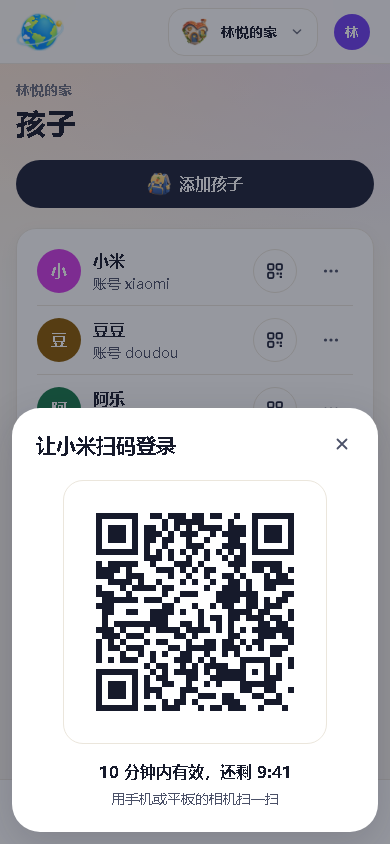 林悦的家
林
林悦的家
孩子
添加孩子
小
小米
账号 xiaomi
豆
豆豆
账号 doudou
阿
阿乐
让小米扫码登录
10 分钟内有效，还剩 9:41
用手机或平板的相机扫一扫